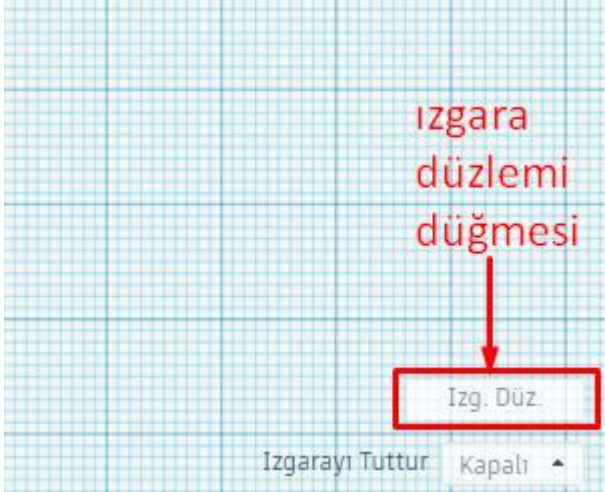 ızgara
düzlemi
düğmesi
Izg. Düz.
Izgarayı Tuttur Kapalı